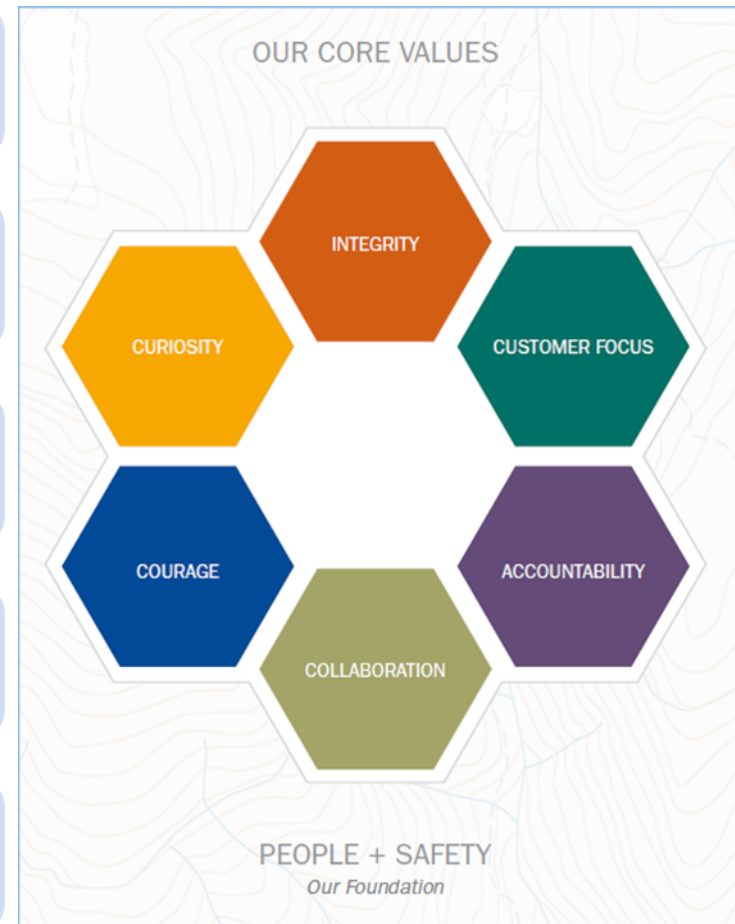 OUR CORE VALUES
INTEGRITY
CURIOSITY
CUSTOMER FOCUS
COURAGE
ACCOUNTABILITY
COLLABORATION
PEOPLE + SAFETY
Our Foundation